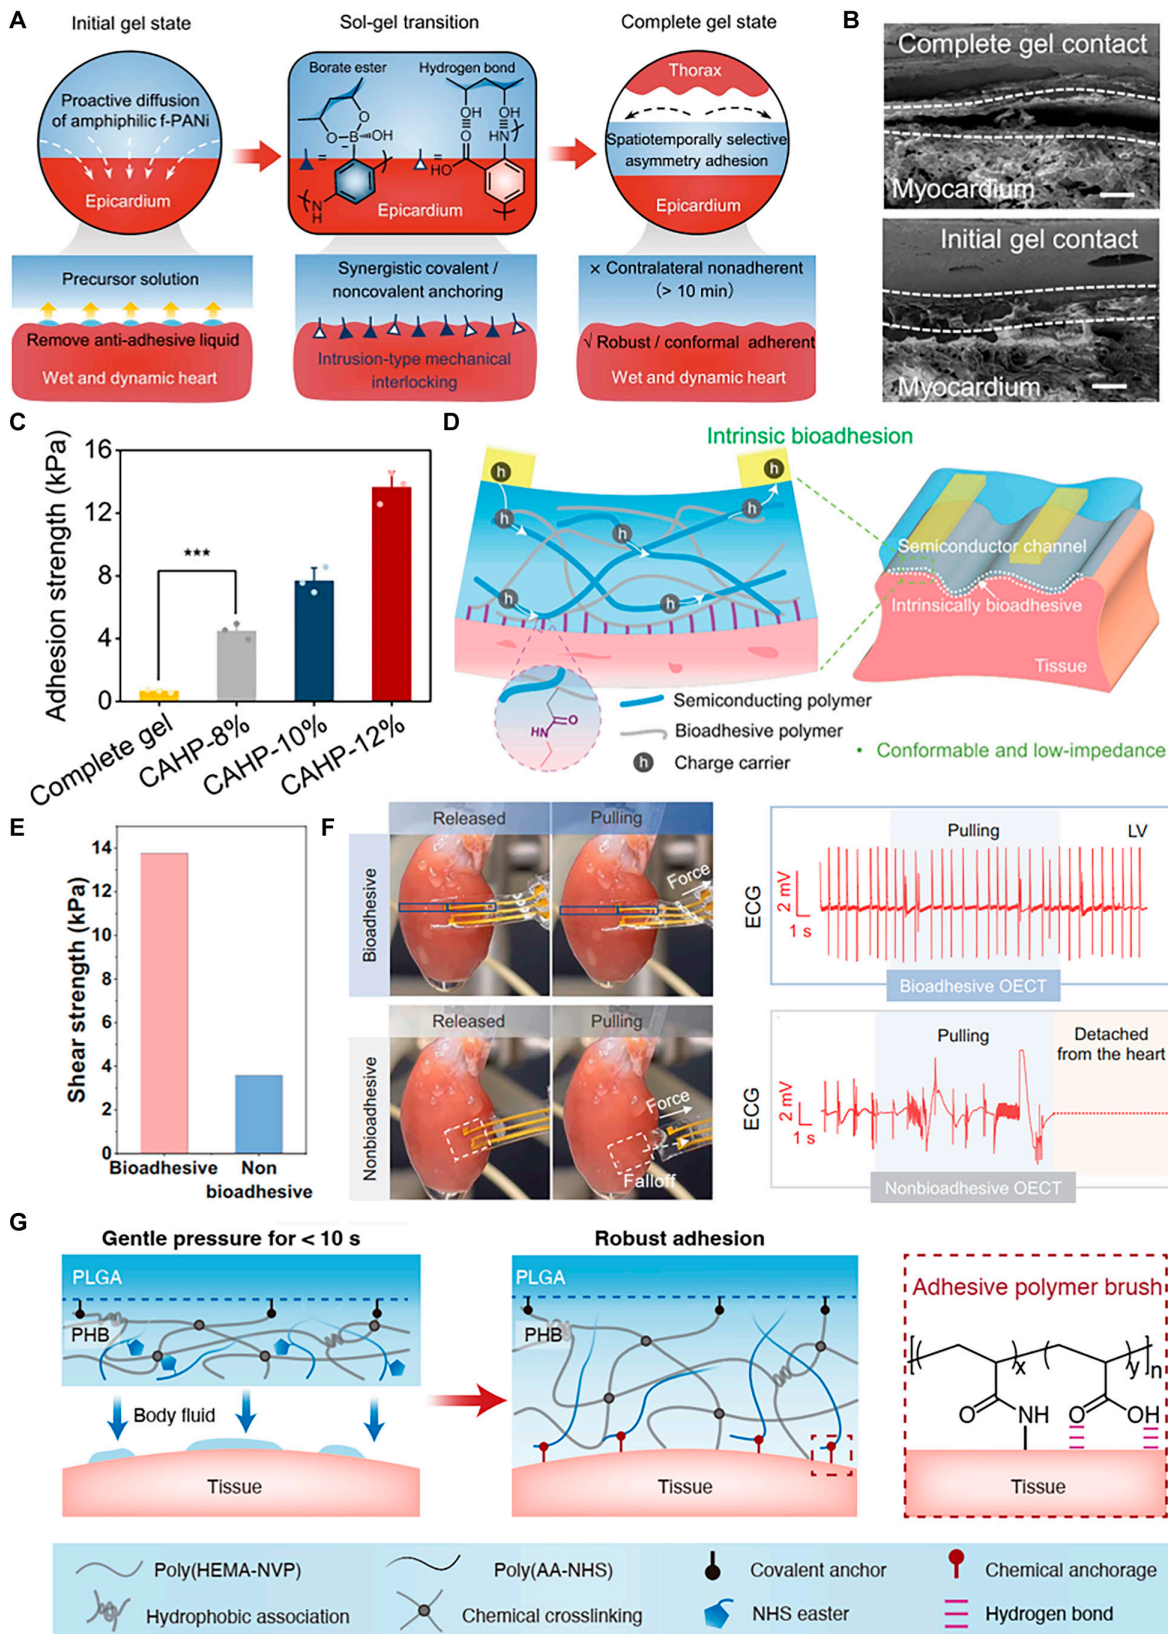 A
Initial gel state
Sol-gel transition
Complete gel state
Proactive diffusion
of amphiphilic f-PANi
Epicardium
Borate ester
Hydrogen bond
B
OH
OH
OH
HN
HO
O
O
O
N
H
Epicardium
Thorax
Spatiotemporally selective
asymmetry adhesion
Epicardium
Precursor solution
Remove anti-adhesive liquid
Wet and dynamic heart
Synergistic covalent /
noncovalent anchoring
Intrusion-type mechanical
interlocking
× Contralateral nonadherent
(> 10 min)
√ Robust / conformal adherent
Wet and dynamic heart
B
Complete gel contact
Myocardium
Initial gel contact
Myocardium
C
Adhesion strength (kPa)
16
12
8
4
0
***
Complete gel
CAHP-8%
CAHP-10%
CAHP-12%
D
Intrinsic bioadhesion
h
h
h
h
h
h
h
HN
O
Semiconducting polymer
Bioadhesive polymer
h Charge carrier
Semiconductor channel
Intrinsically bioadhesive
Tissue
• Conformable and low-impedance
E
Shear strength (kPa)
14
12
10
8
6
4
2
0
Bioadhesive
Non
bioadhesive
F
Released
Pulling
Bioadhesive
Force
Released
Pulling
Nonbioadhesive
Force
Falloff
ECG
2 mV
1 s
Pulling
LV
Bioadhesive OECT
ECG
2 mV
1 s
Pulling
Detached
from the heart
Nonbioadhesive OECT
G
Gentle pressure for < 10 s
PLGA
PHB
Body fluid
Tissue
Robust adhesion
PLGA
PHB
Tissue
Adhesive polymer brush
x
y
n
O
NH
O
OH
Tissue
Poly(HEMA-NVP)
Poly(AA-NHS)
Covalent anchor
Chemical anchorage
Hydrophobic association
Chemical crosslinking
NHS easter
Hydrogen bond